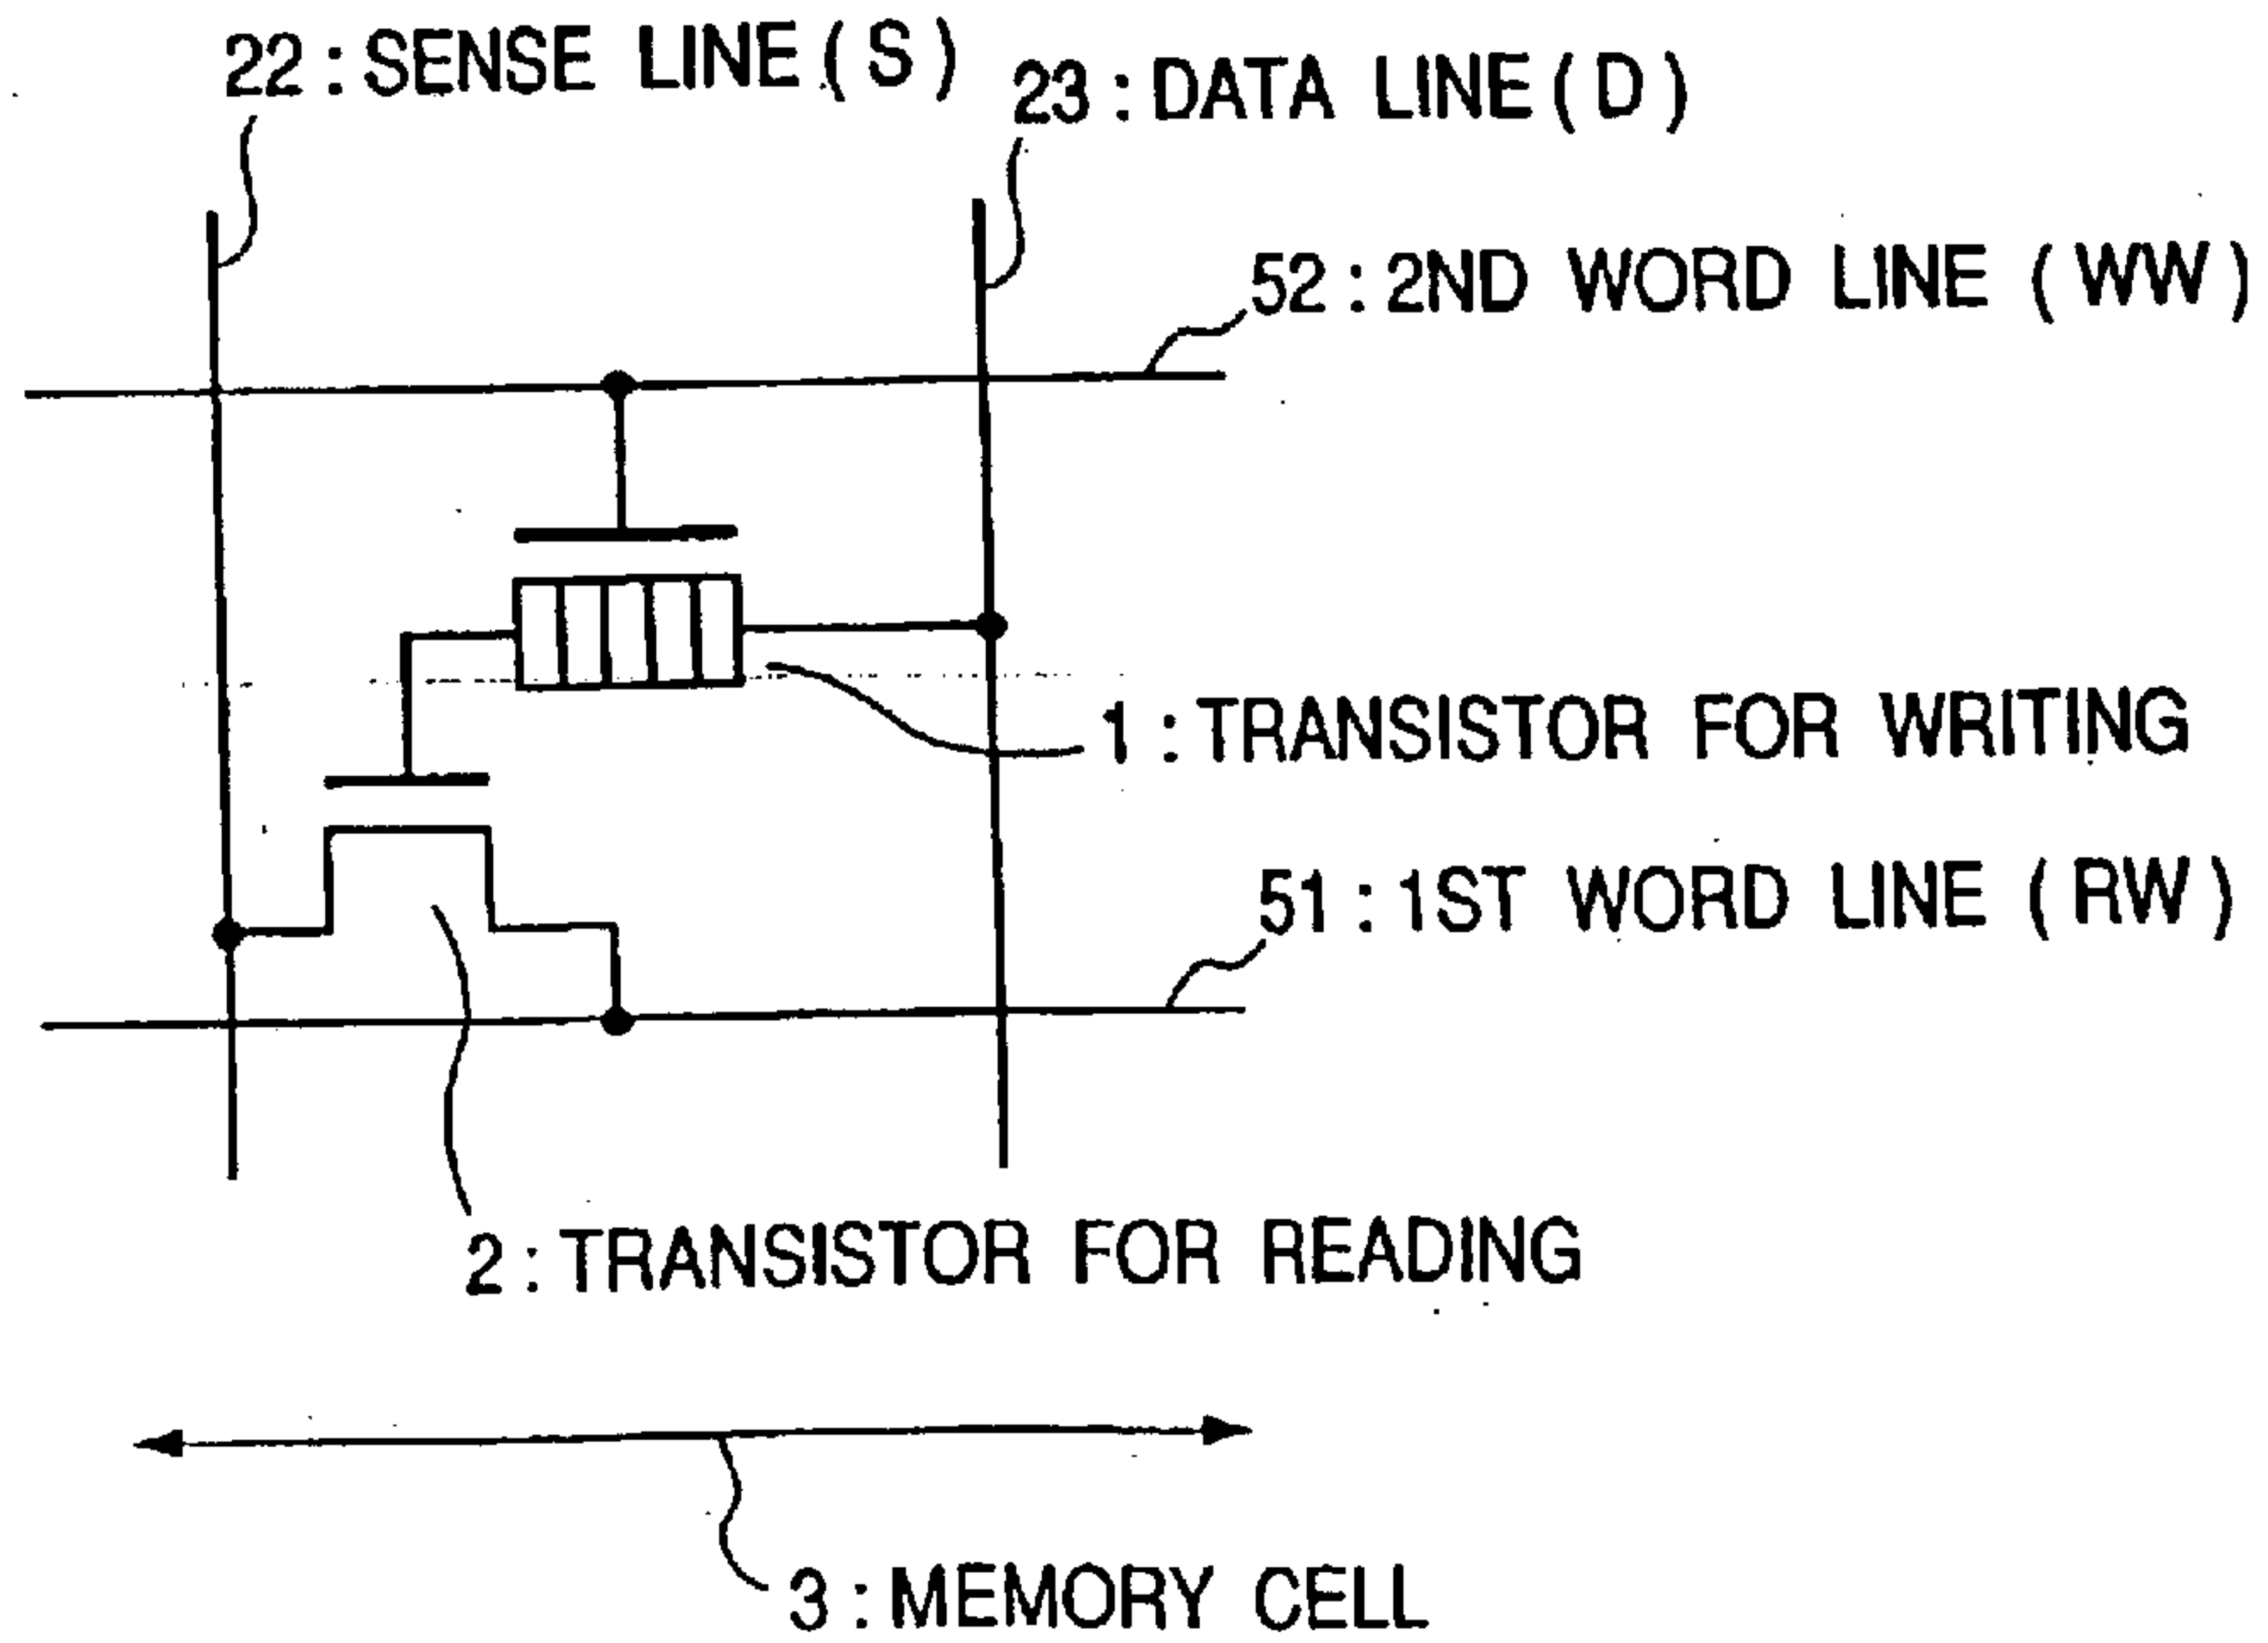 22:SENSE LINE(S)
23:DATA LINE(D)
52:2ND WORD LINE (WW)
1:TRANSISTOR FOR WRITING
51:1ST WORD LINE (RW)
2:TRANSISTOR FOR READING
3:MEMORY CELL